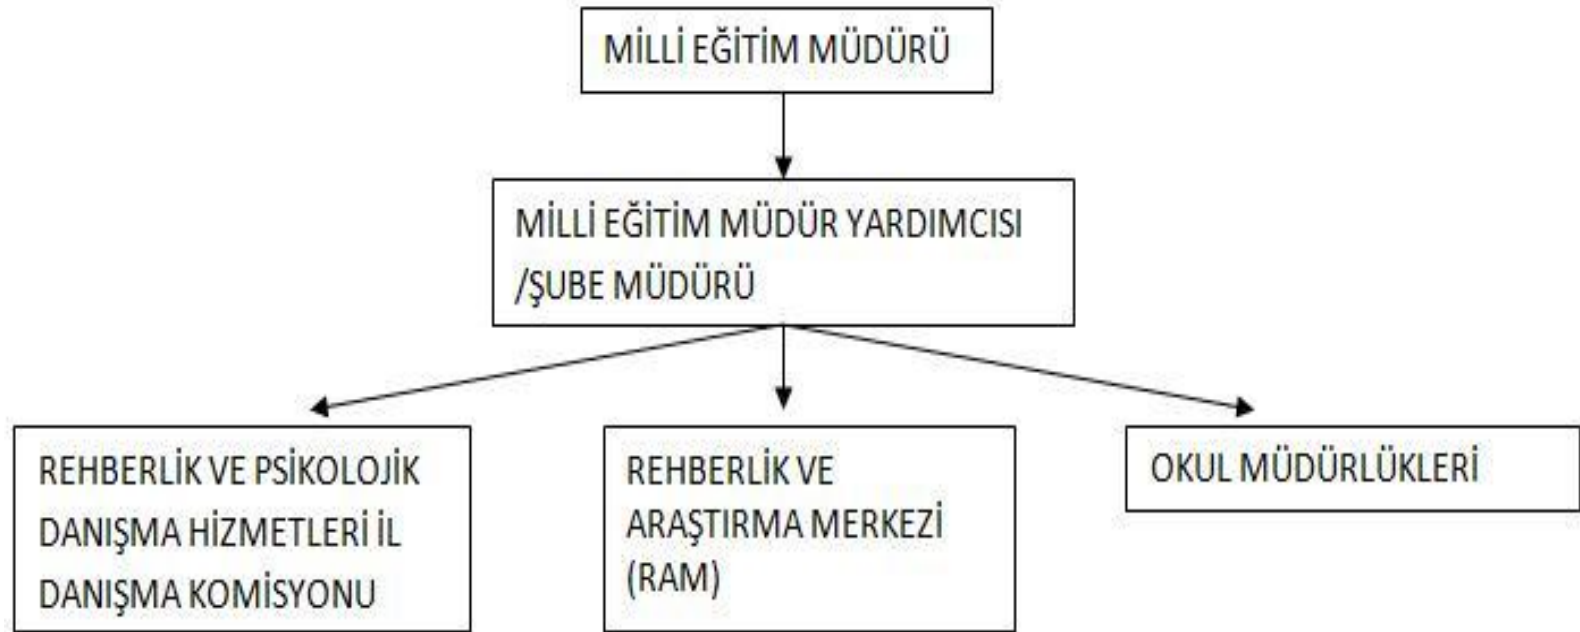 MİLLİ EĞİTİM MÜDÜRÜ
MİLLİ EĞİTİM MÜDÜR YARDIMCISI
/ŞUBE MÜDÜRÜ
REHBERLİK VE PSİKOLOJİK
DANIŞMA HİZMETLERİ İL
DANIŞMA KOMİSYONU
REHBERLİK VE
ARAŞTIRMA MERKEZİ
(RAM)
OKUL MÜDÜRLÜKLERİ